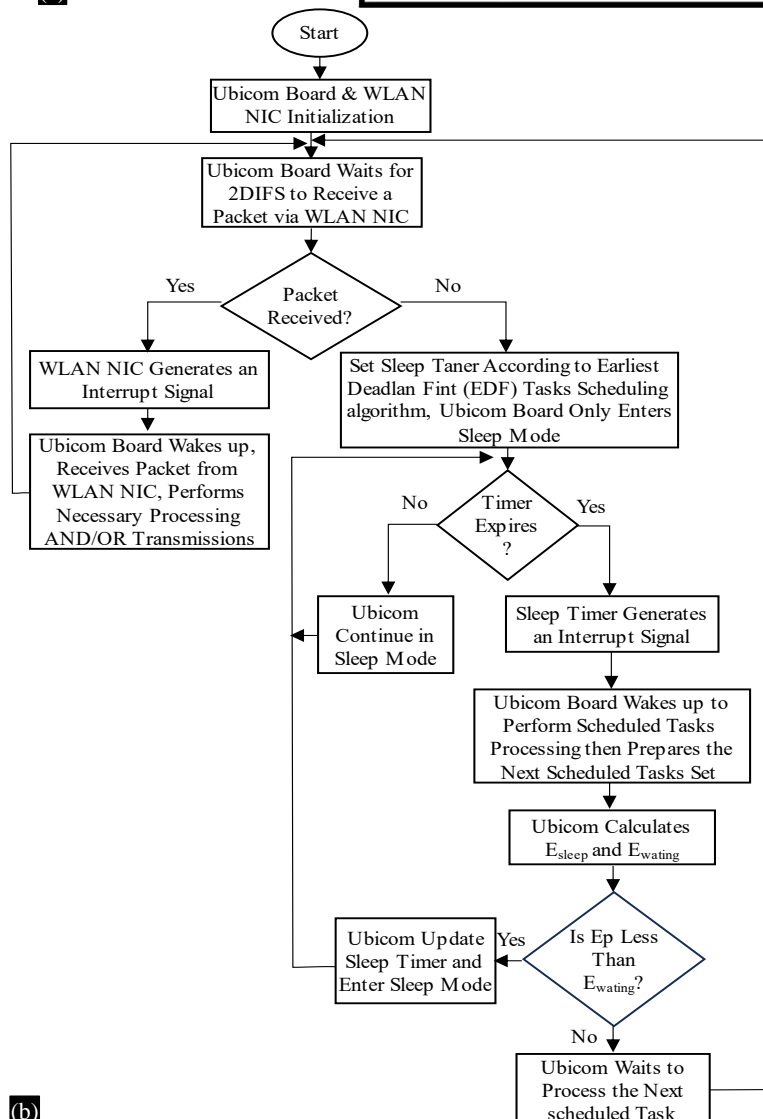 Start
Ubicom Board & WLAN
NIC Initialization
Ubicom Board Waits for
2DIFS to Receive a
Packet via WLAN NIC
Packet
Received?
Yes
No
WLAN NIC Generates an
Interrupt Signal
Ubicom Board Wakes up,
Receives Packet from
WLAN NIC, Performs
Necessary Processing
AND/OR Transmissions
Set Sleep Taner According to Earliest
Deadlan Fint (EDF) Tasks Scheduling
algorithm, Ubicom Board Only Enters
Sleep Mode
Timer
Expires
?
No
Yes
Ubicom
Continue in
Sleep Mode
Sleep Timer Generates
an Interrupt Signal
Ubicom Board Wakes up to
Perform Scheduled Tasks
Processing then Prepares the
Next Scheduled Tasks Set
Ubicom Calculates
Esleep and Ewating
Is Ep Less
Than
Ewating?
Yes
Ubicom Update
Sleep Timer and
Enter Sleep Mode
No
Ubicom Waits to
Process the Next
scheduled Task
(b)